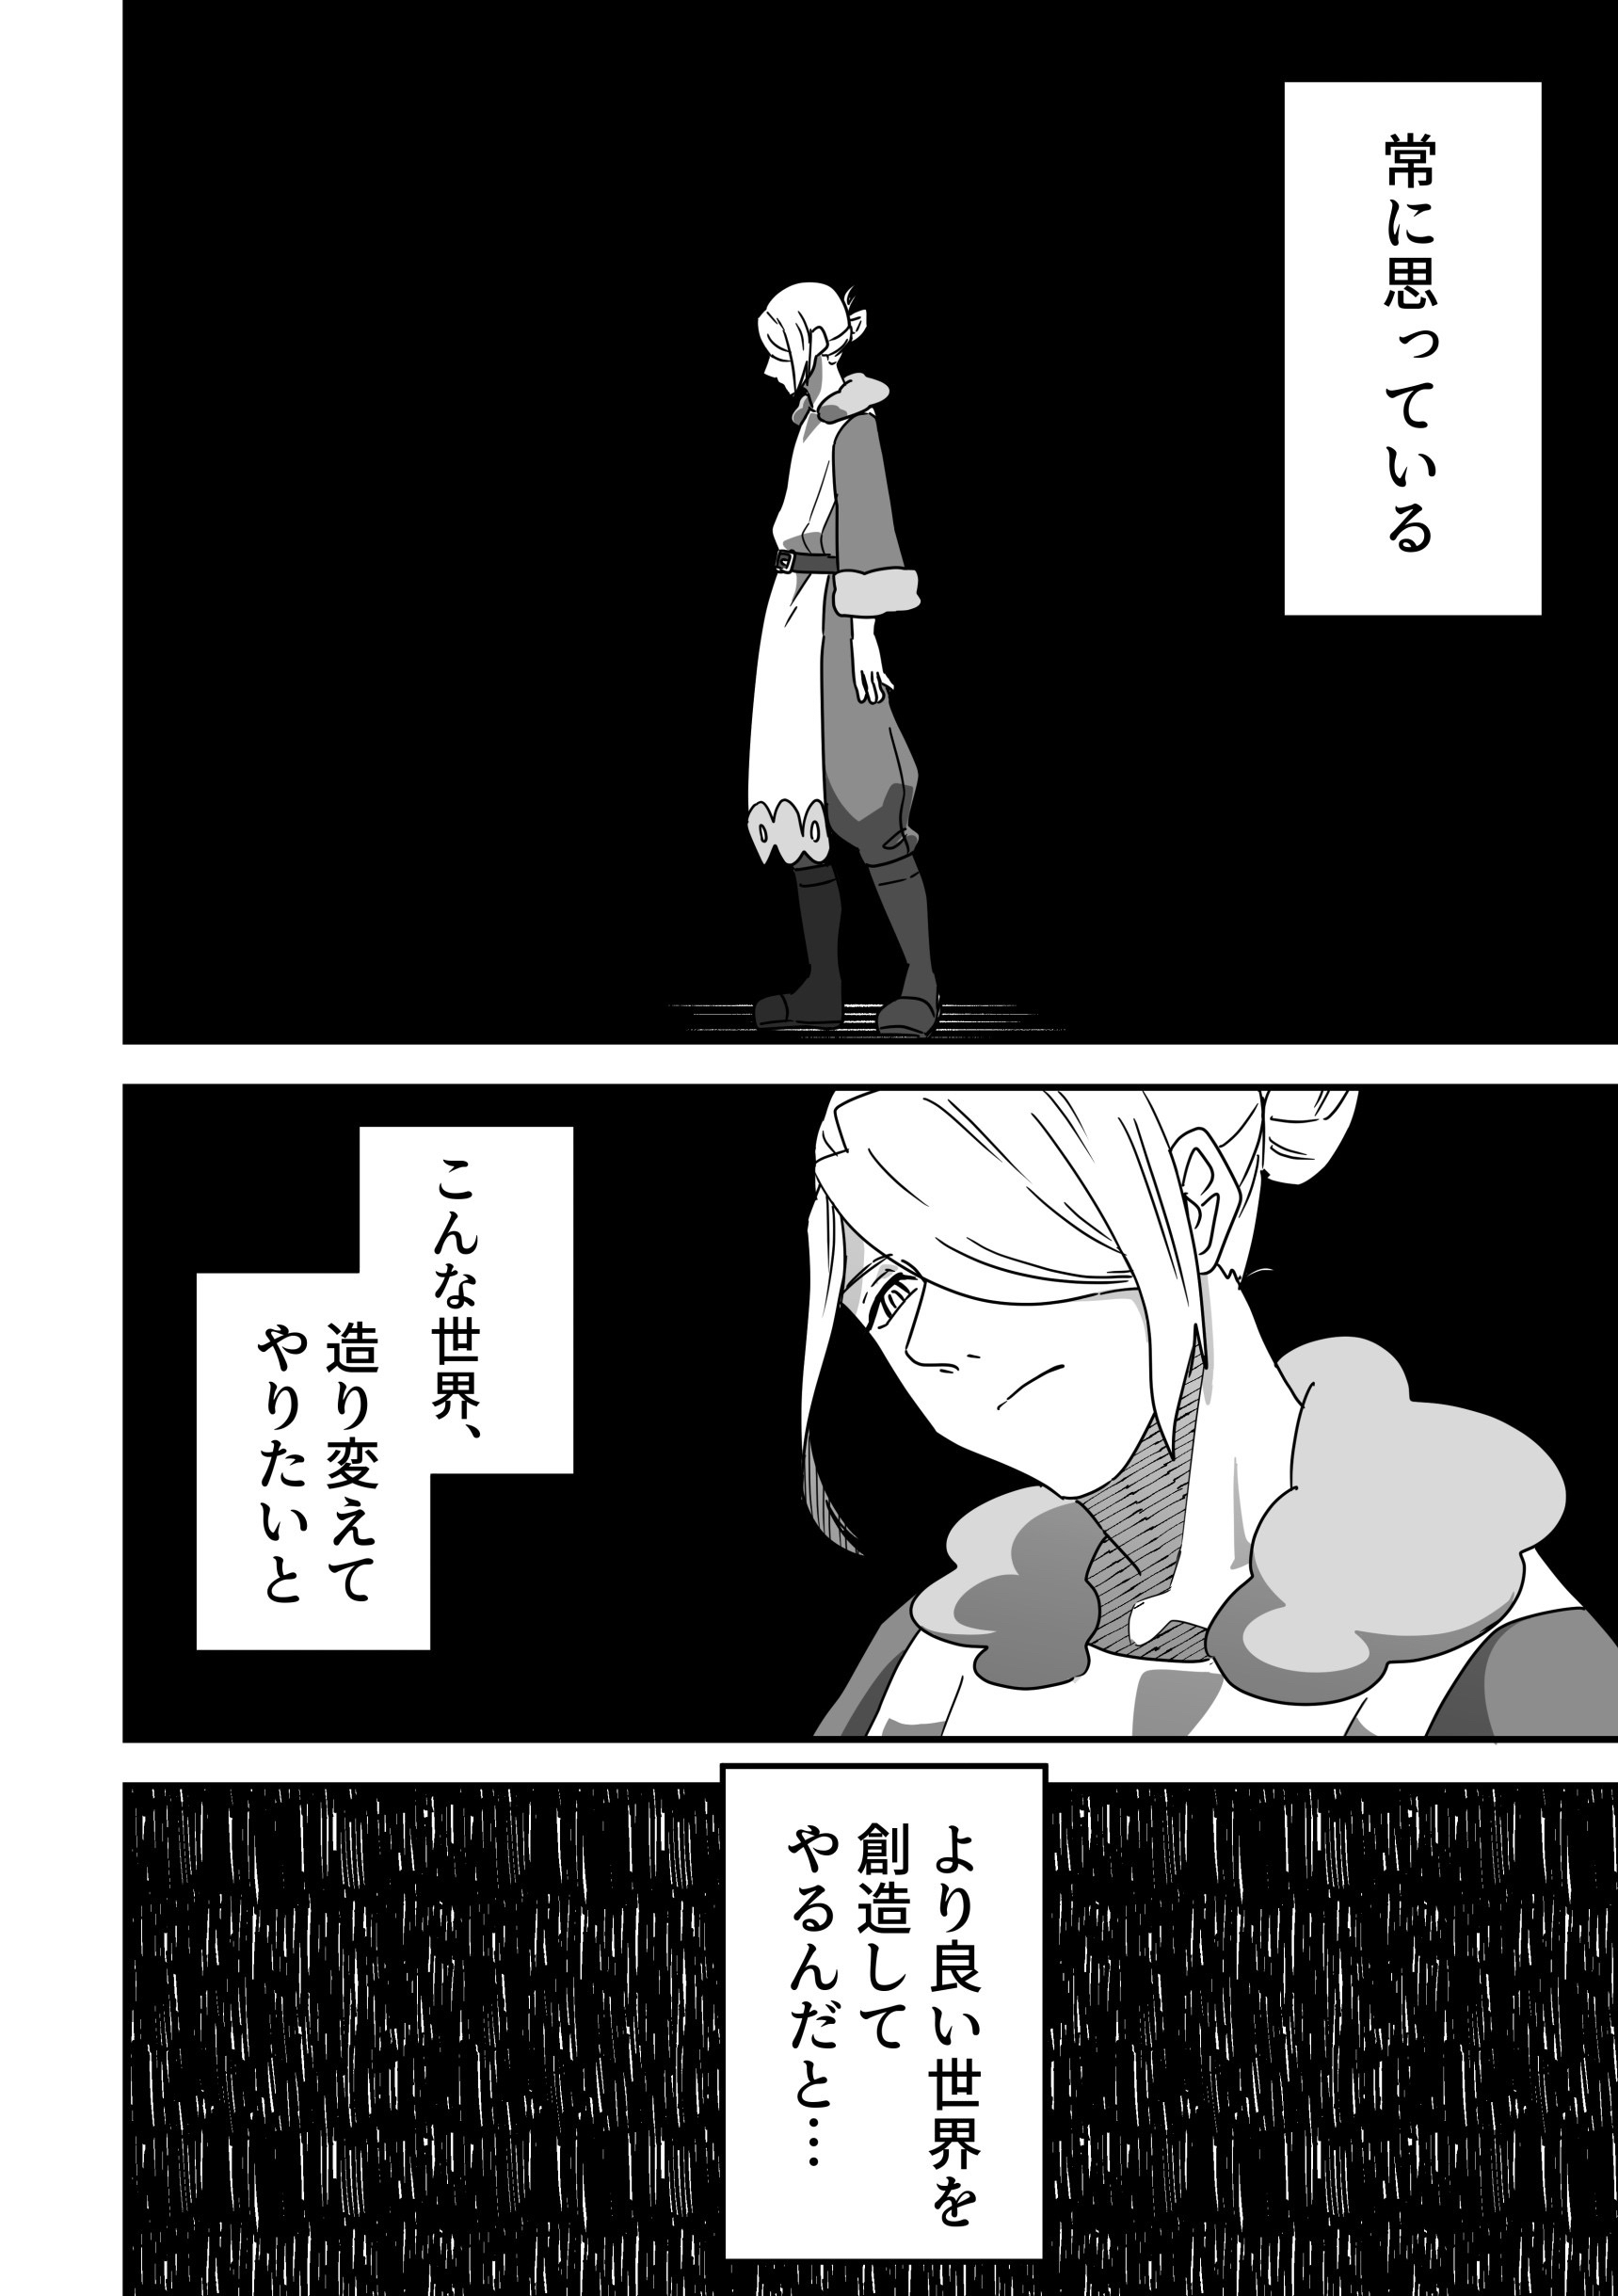 常に思っている
こんな世界、
造り変えて
やりたいと
より良い世界を
創造して
やるんだと…